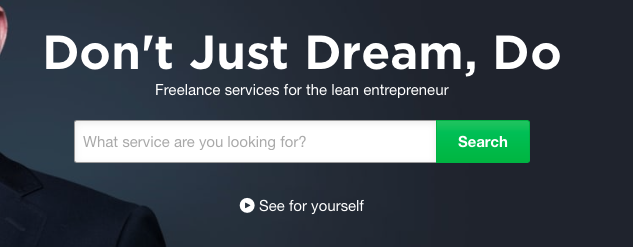 Don't Just Dream, Do
Freelance services for the lean entrepreneur
What service are you looking for?
Search
See for yourself